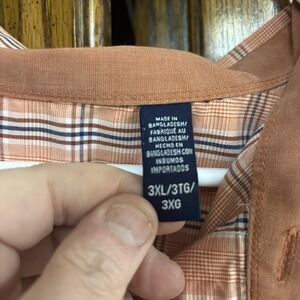 MADE IN
BANGLADESH/
FABRIQUÉ AU
BANGLADESH/
HECHO EN
BANGLADESH CON
INSUMOS
IMPORTADOS
3XL/3TG/
3XG